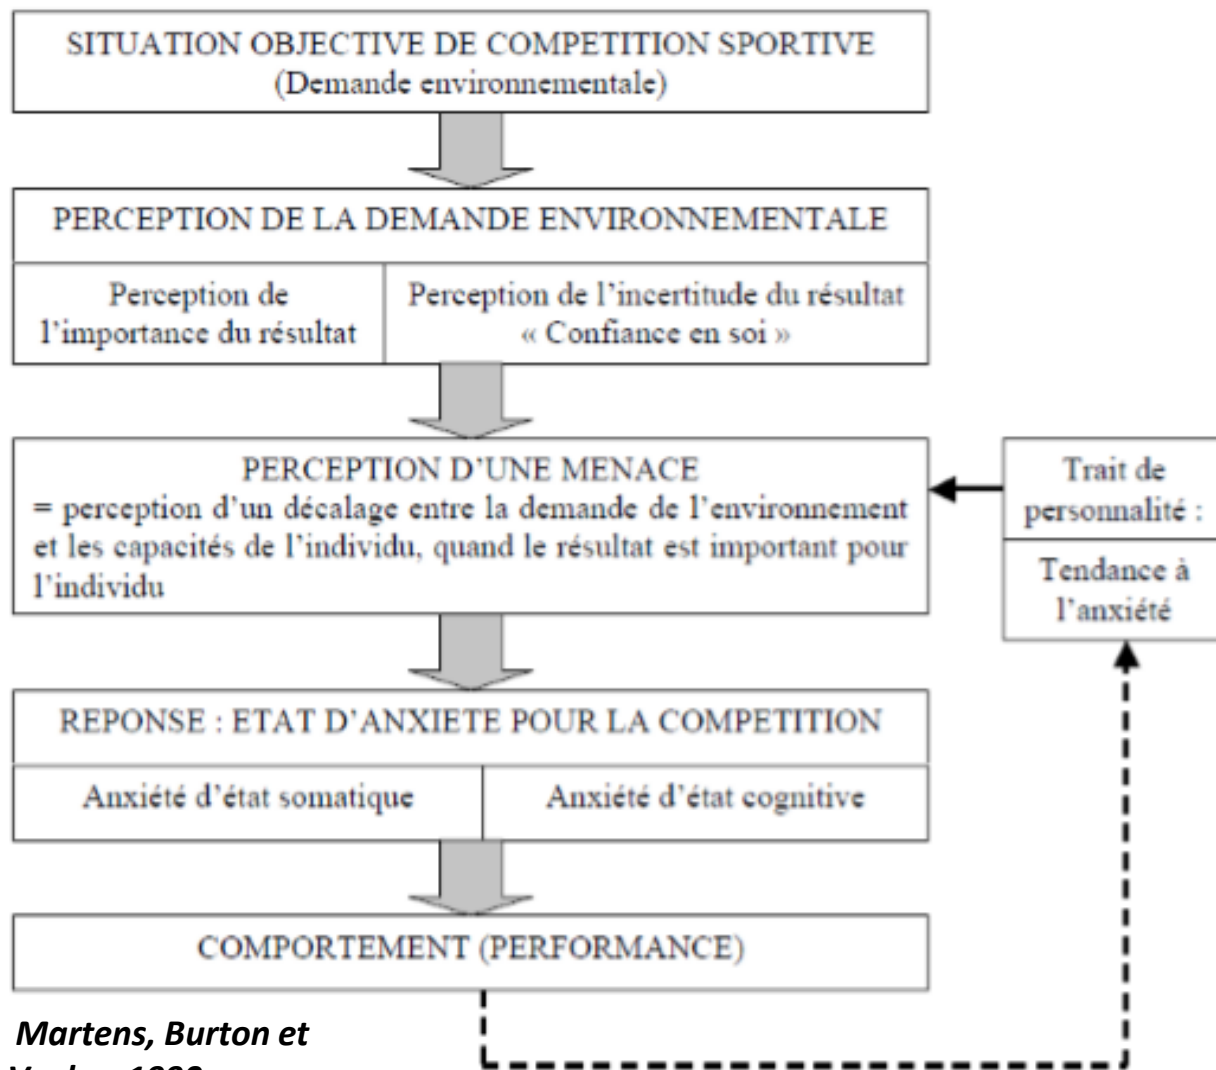 SITUATION OBJECTIVE DE COMPETITION SPORTIVE
(Demande environnementale)
PERCEPTION DE LA DEMANDE ENVIRONNEMENTALE
Perception de
l’importance du résultat
Perception de l’incertitude du résultat
« Confiance en soi »
PERCEPTION D’UNE MENACE
= perception d’un décalage entre la demande de l’environnement
et les capacités de l’individu, quand le résultat est important pour
l’individu
Trait de
personnalité :
Tendance à
l’anxiété
REPONSE : ETAT D’ANXIETE POUR LA COMPETITION
Anxiété d’état somatique
Anxiété d’état cognitive
COMPORTEMENT (PERFORMANCE)
Martens, Burton et